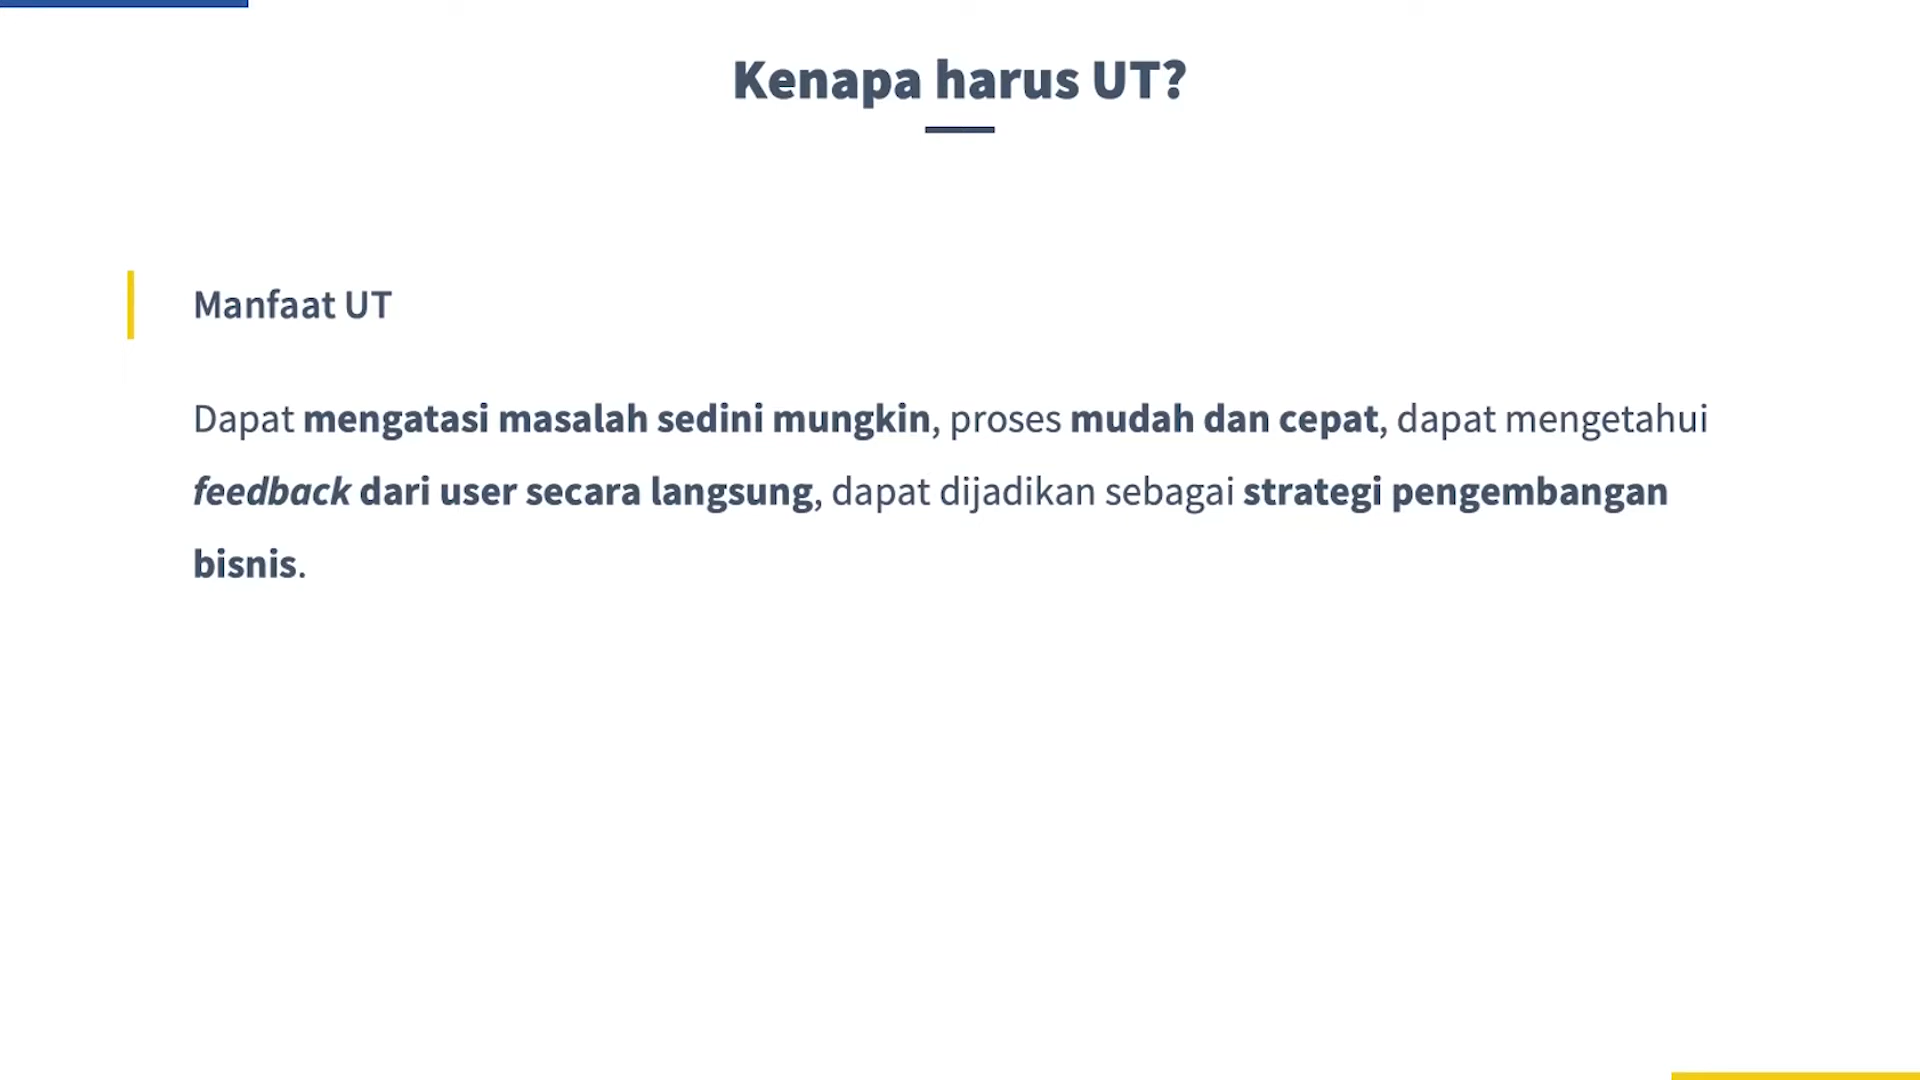 Kenapa harus UT?
Manfaat UT
Dapat mengatasi masalah sedini mungkin, proses mudah dan cepat, dapat mengetahui
feedback dari user secara langsung, dapat dijadikan sebagai strategi pengembangan
bisnis.